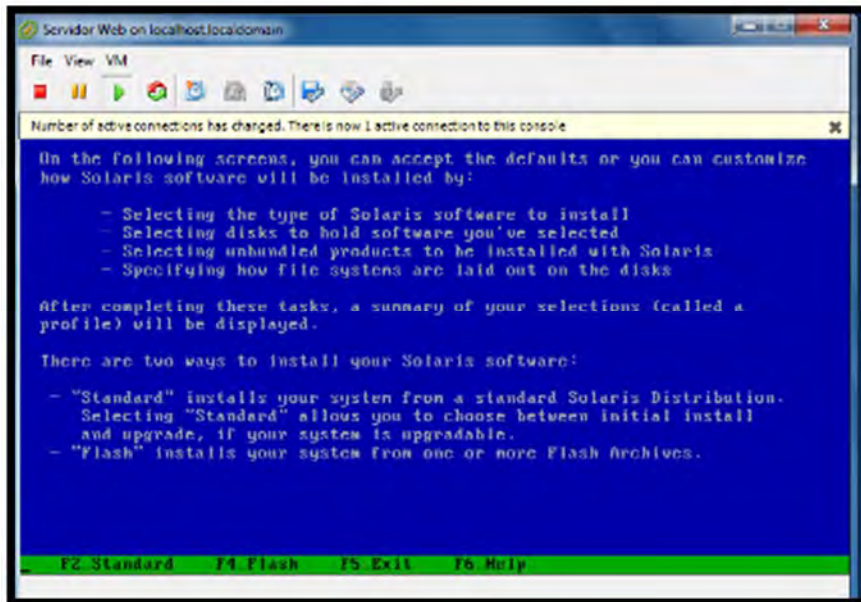 Servidor Web on localhost.localdomain
File View VM
Number of active connections has changed. There is now 1 active connection to this console
On the following screens, you can accept the defaults or you can customize
how Solaris software will be installed by:
- Selecting the type of Solaris software to install
- Selecting disks to hold software you've selected
- Selecting unbundled products to be installed with Solaris
- Specifying how file systems are laid out on the disks
After completing these tasks, a summary of your selections (called a
profile) will be displayed.
There are two ways to install your Solaris software:
- "Standard" installs your system from a standard Solaris Distribution.
Selecting "Standard" allows you to choose between initial install
and upgrade, if your system is upgradable.
- "Flash" installs your system from one or more Flash Archives.
F2_Standard F4_Flash F5_Exit F6_Help